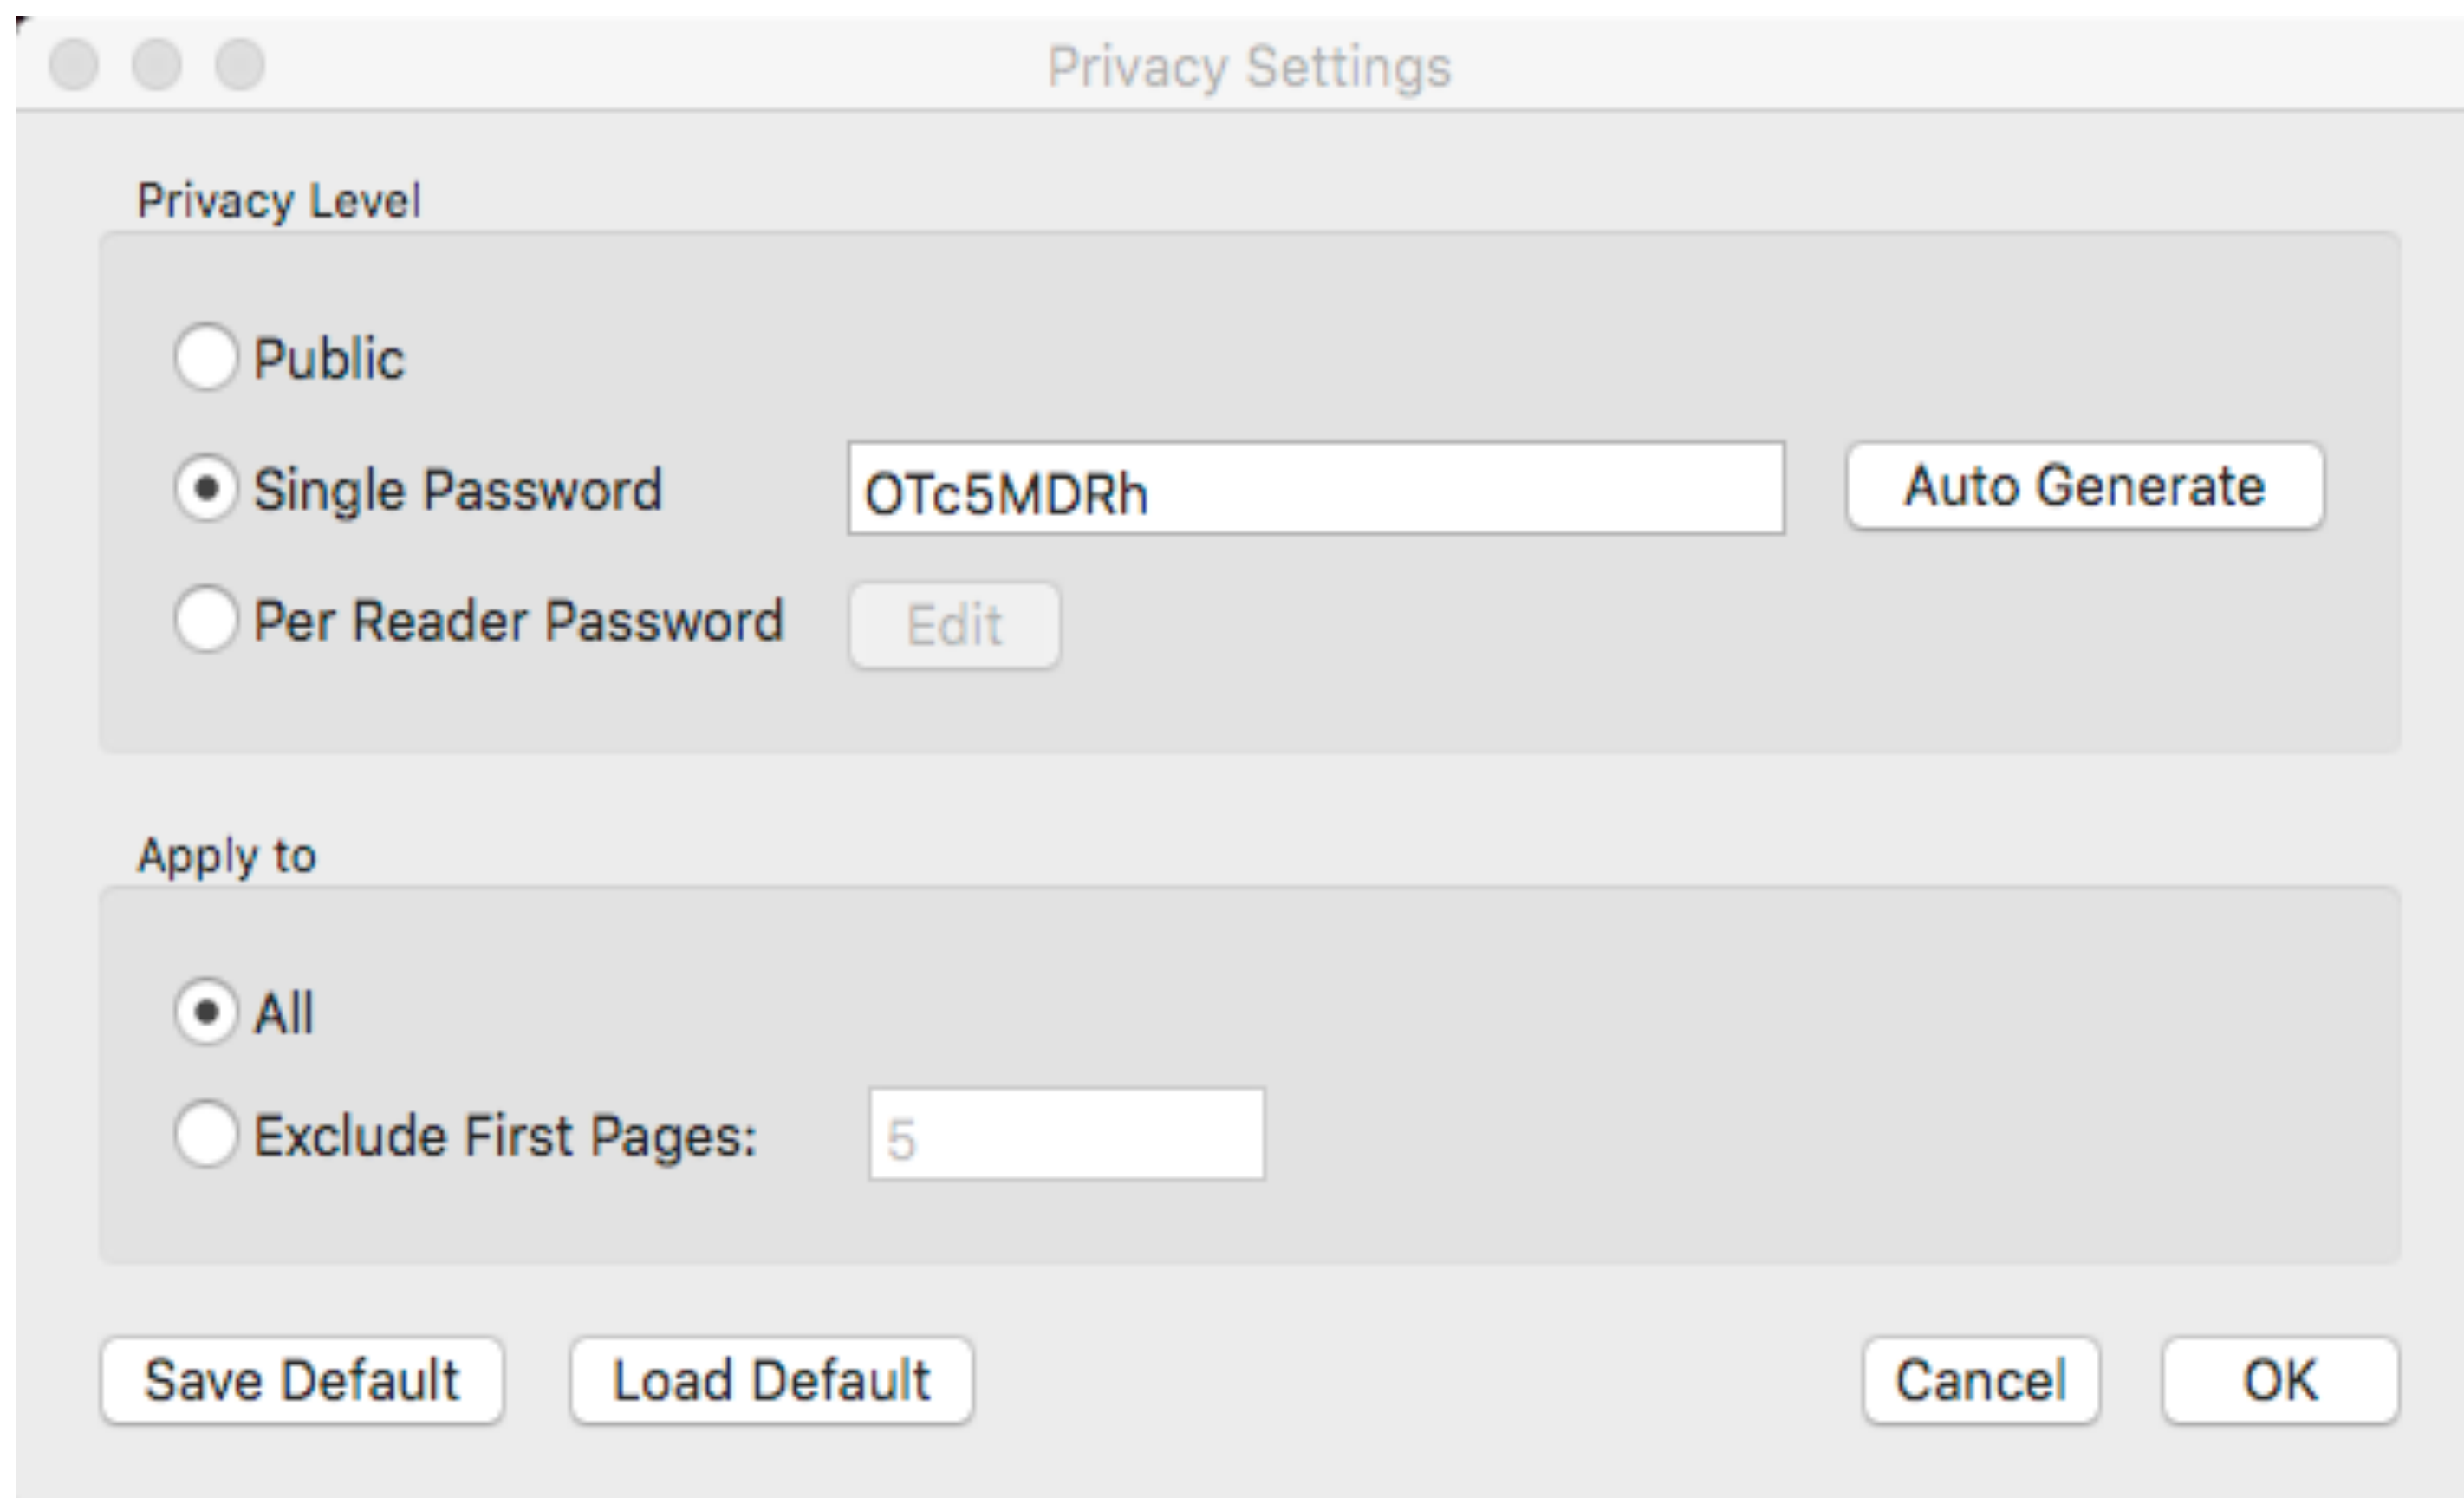 Privacy Settings
Privacy Level
Public
Single Password OTc5MDRh Auto Generate
Per Reader Password Edit
Apply to
All
Exclude First Pages: 5
Save Default Load Default Cancel OK